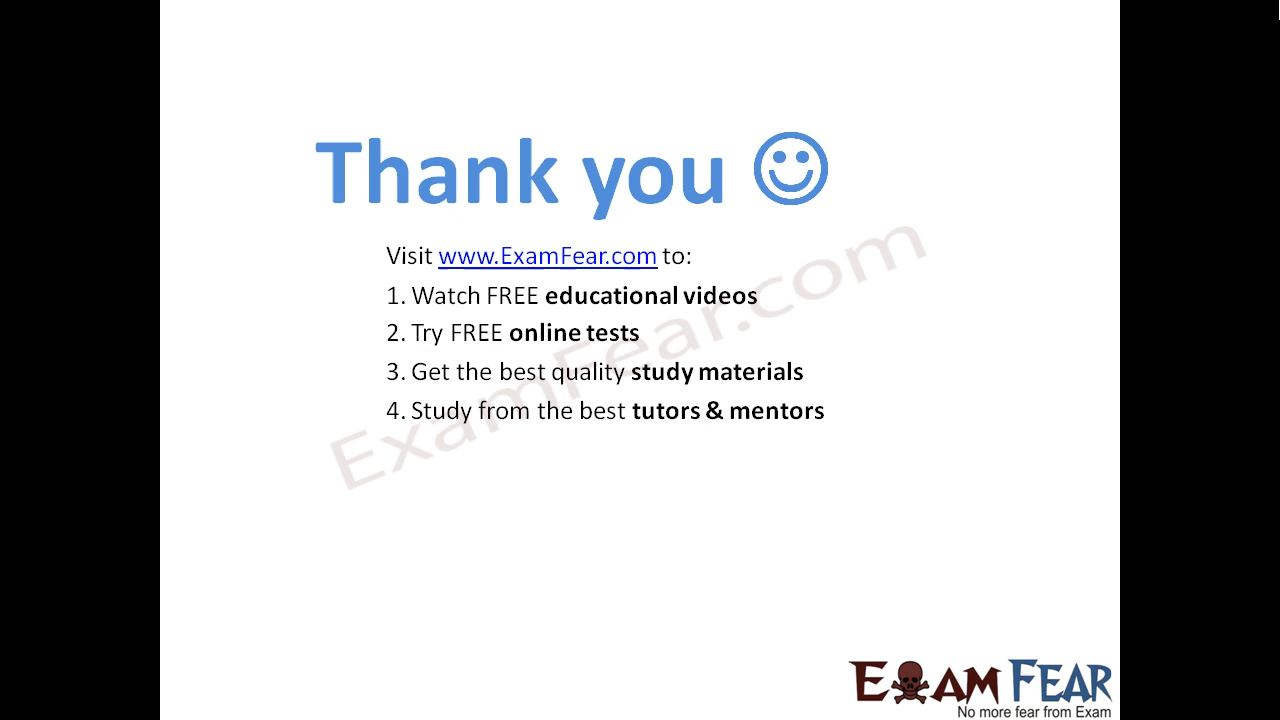 Thank you ☺
Visit www.ExamFear.com to:
1. Watch FREE educational videos
2. Try FREE online tests
3. Get the best quality study materials
4. Study from the best tutors & mentors
ExamFear.com
EXAM FEAR
No more fear from Exam